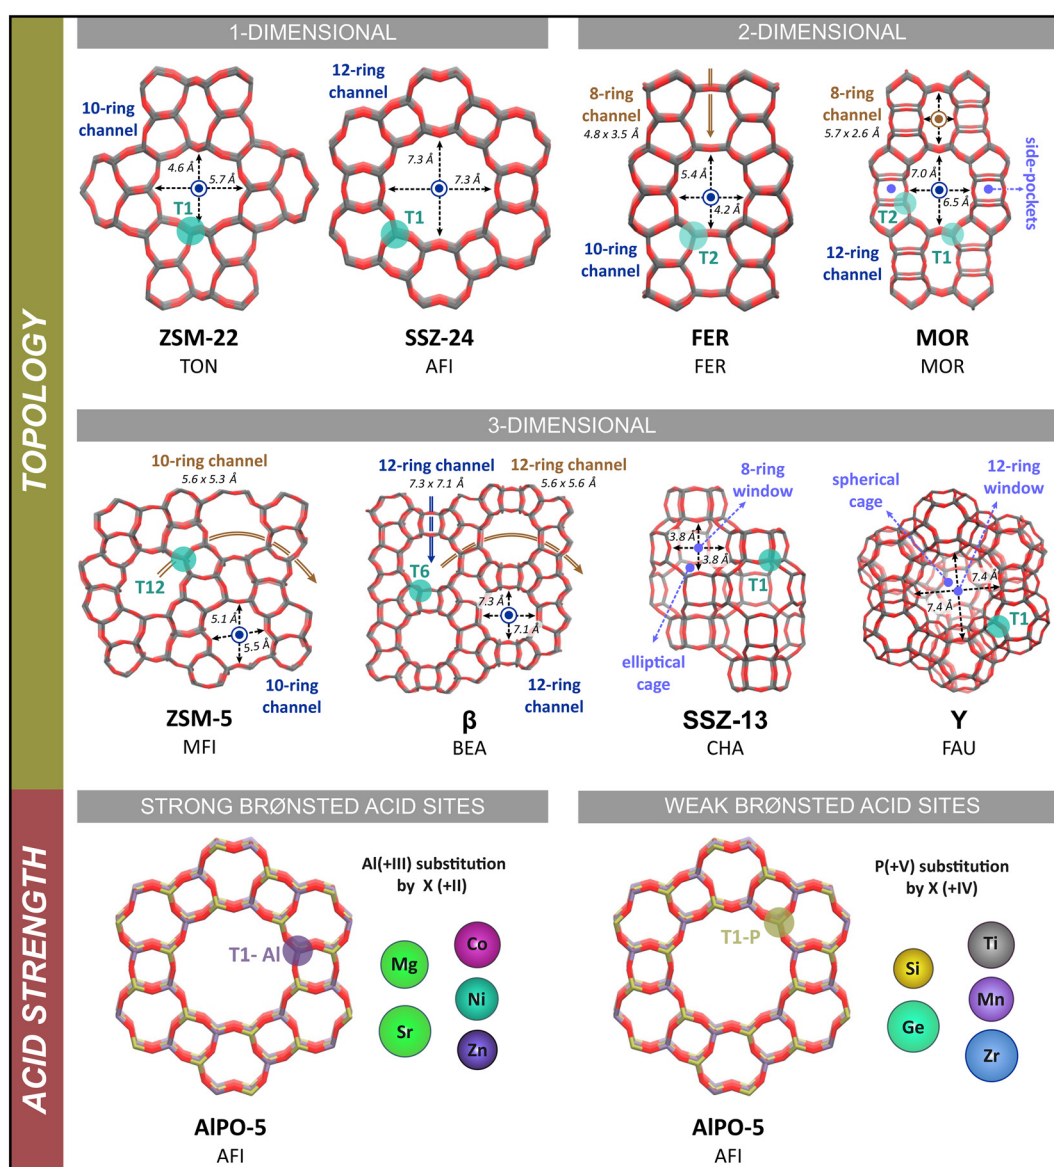 TOPOLOGY
1-DIMENSIONAL
10-ring
channel
4.6 Å
5.7 Å
T1
ZSM-22
TON
12-ring
channel
7.3 Å
7.3 Å
T1
SSZ-24
AFI
2-DIMENSIONAL
8-ring
channel
4.8 x 3.5 Å
5.4 Å
4.2 Å
10-ring
channel
T2
FER
FER
8-ring
channel
5.7 x 2.6 Å
7.0 Å
6.5 Å
side-pockets
T2
T1
12-ring
channel
MOR
MOR
3-DIMENSIONAL
10-ring channel
5.6 x 5.3 Å
T12
5.1 Å
5.5 Å
10-ring
channel
ZSM-5
MFI
12-ring channel
7.3 x 7.1 Å
12-ring channel
5.6 x 5.6 Å
T6
7.3 Å
7.1 Å
12-ring
channel
β
BEA
8-ring
window
3.8 Å
3.8 Å
T1
elliptical
cage
SSZ-13
CHA
spherical
cage
12-ring
window
7.4 Å
7.4 Å
T1
Y
FAU
ACID STRENGTH
STRONG BRØNSTED ACID SITES
Al(+III) substitution
by X (+II)
T1- Al
Co
Mg
Ni
Sr
Zn
AlPO-5
AFI
WEAK BRØNSTED ACID SITES
P(+V) substitution
by X (+IV)
T1-P
Ti
Si
Mn
Ge
Zr
AlPO-5
AFI